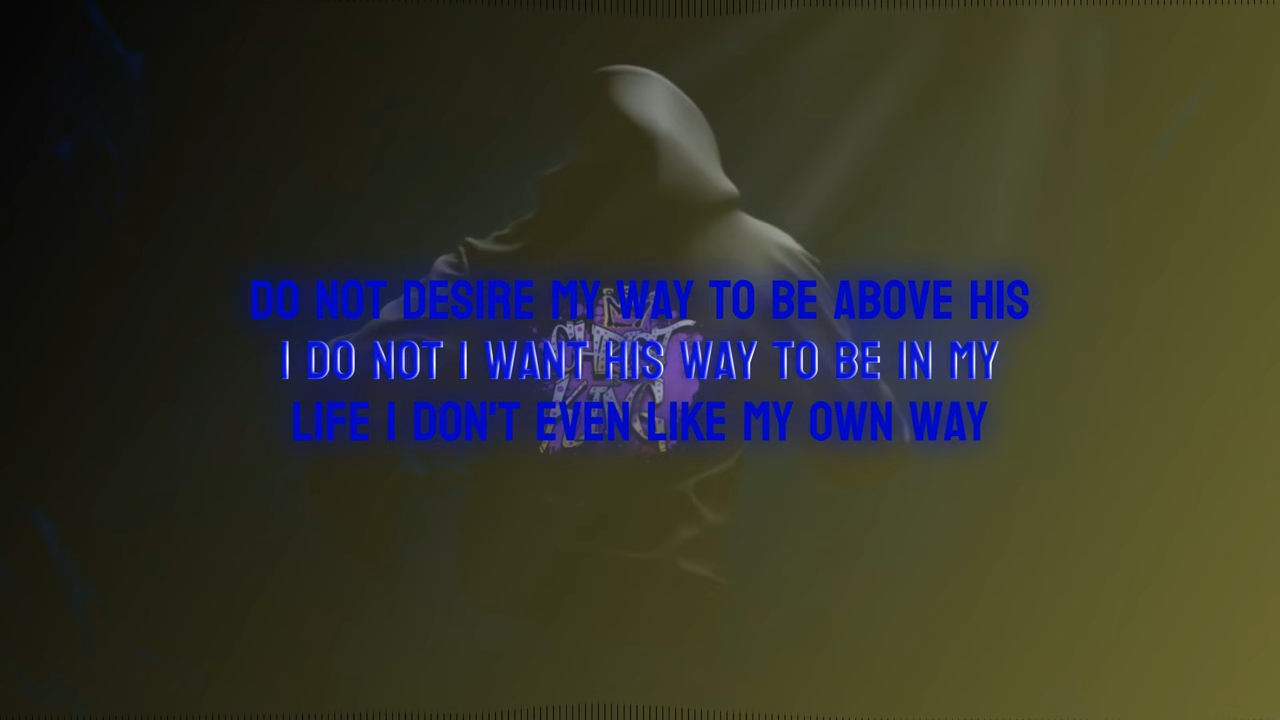 DO NOT DESIRE MY WAY TO BE ABOVE HIS
I DO NOT I WANT HIS WAY TO BE IN MY
LIFE I DON'T EVEN LIKE MY OWN WAY